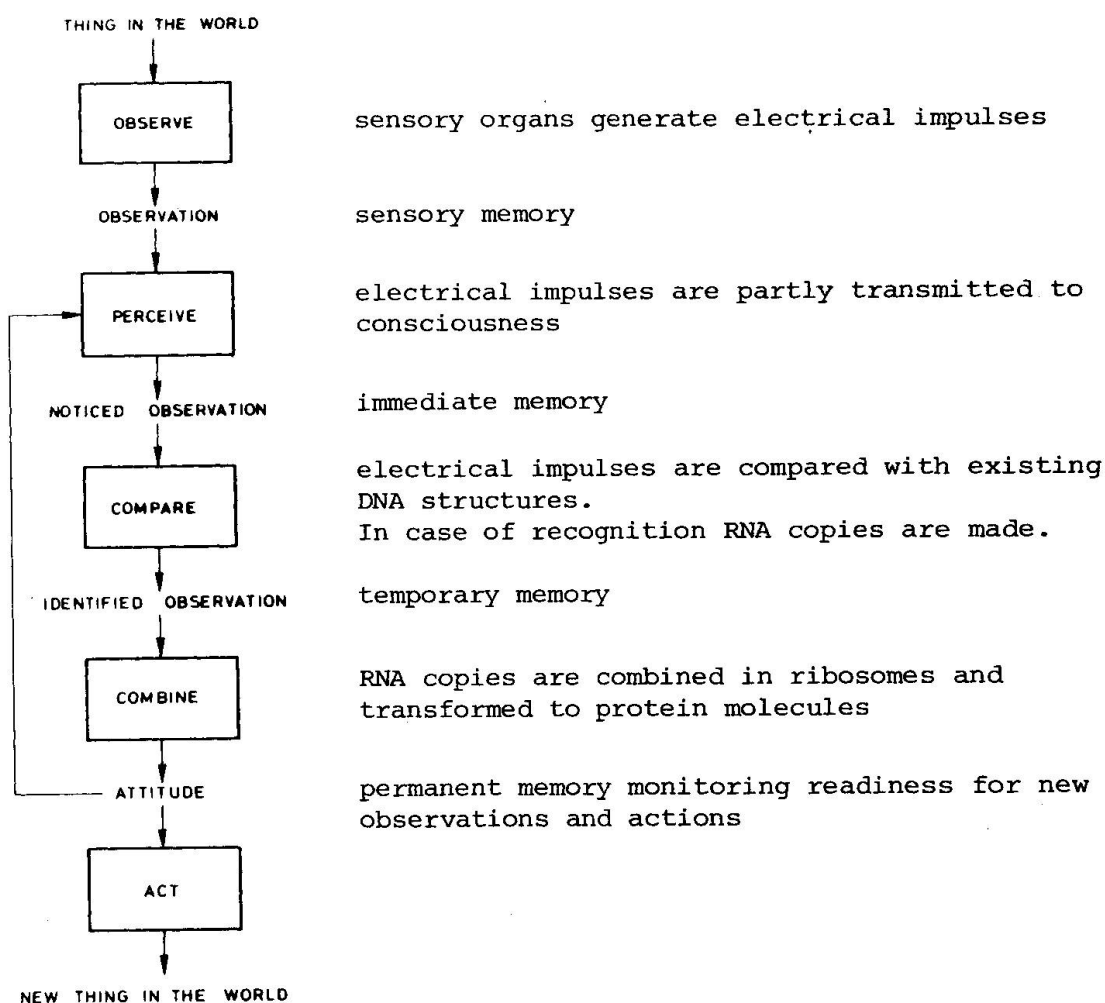 THING IN THE WORLD
OBSERVE
sensory organs generate electrical impulses
OBSERVATION
sensory memory
PERCEIVE
electrical impulses are partly transmitted to
consciousness
NOTICED OBSERVATION
immediate memory
COMPARE
electrical impulses are compared with existing
DNA structures.
In case of recognition RNA copies are made.
IDENTIFIED OBSERVATION
temporary memory
COMBINE
RNA copies are combined in ribosomes and
transformed to protein molecules
ATTITUDE
permanent memory monitoring readiness for new
observations and actions
ACT
NEW THING IN THE WORLD